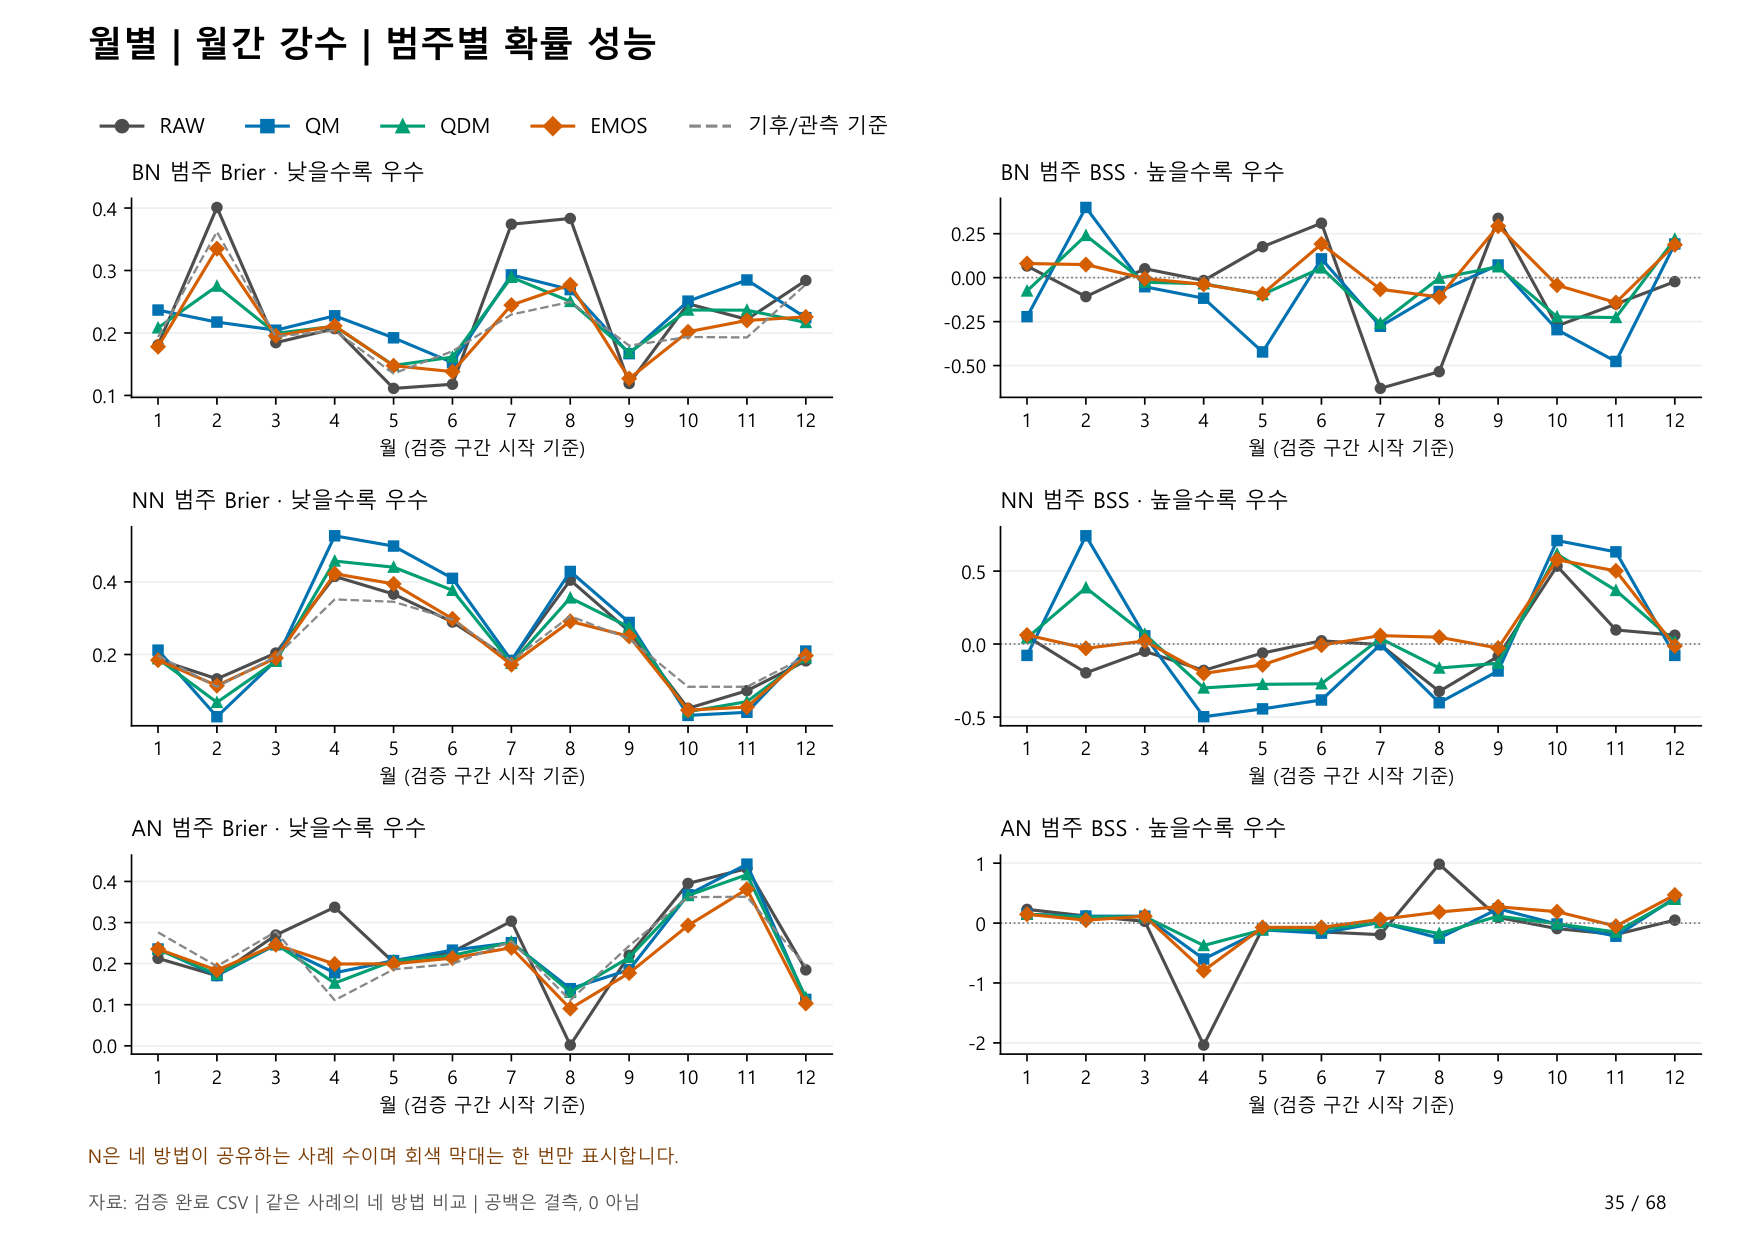 월별 | 월간 강수 | 범주별 확률 성능
RAW QM QDM EMOS 기후/관측 기준
BN 범주 Brier · 낮을수록 우수
0.4
0.3
0.2
0.1
1 2 3 4 5 6 7 8 9 10 11 12
월 (검증 구간 시작 기준)
BN 범주 BSS · 높을수록 우수
0.25
0.00
-0.25
-0.50
1 2 3 4 5 6 7 8 9 10 11 12
월 (검증 구간 시작 기준)
NN 범주 Brier · 낮을수록 우수
0.4
0.2
1 2 3 4 5 6 7 8 9 10 11 12
월 (검증 구간 시작 기준)
NN 범주 BSS · 높을수록 우수
0.5
0.0
-0.5
1 2 3 4 5 6 7 8 9 10 11 12
월 (검증 구간 시작 기준)
AN 범주 Brier · 낮을수록 우수
0.4
0.3
0.2
0.1
0.0
1 2 3 4 5 6 7 8 9 10 11 12
월 (검증 구간 시작 기준)
AN 범주 BSS · 높을수록 우수
1
0
-1
-2
1 2 3 4 5 6 7 8 9 10 11 12
월 (검증 구간 시작 기준)
N은 네 방법이 공유하는 사례 수이며 회색 막대는 한 번만 표시합니다.
자료: 검증 완료 CSV | 같은 사례의 네 방법 비교 | 공백은 결측, 0 아님
35 / 68